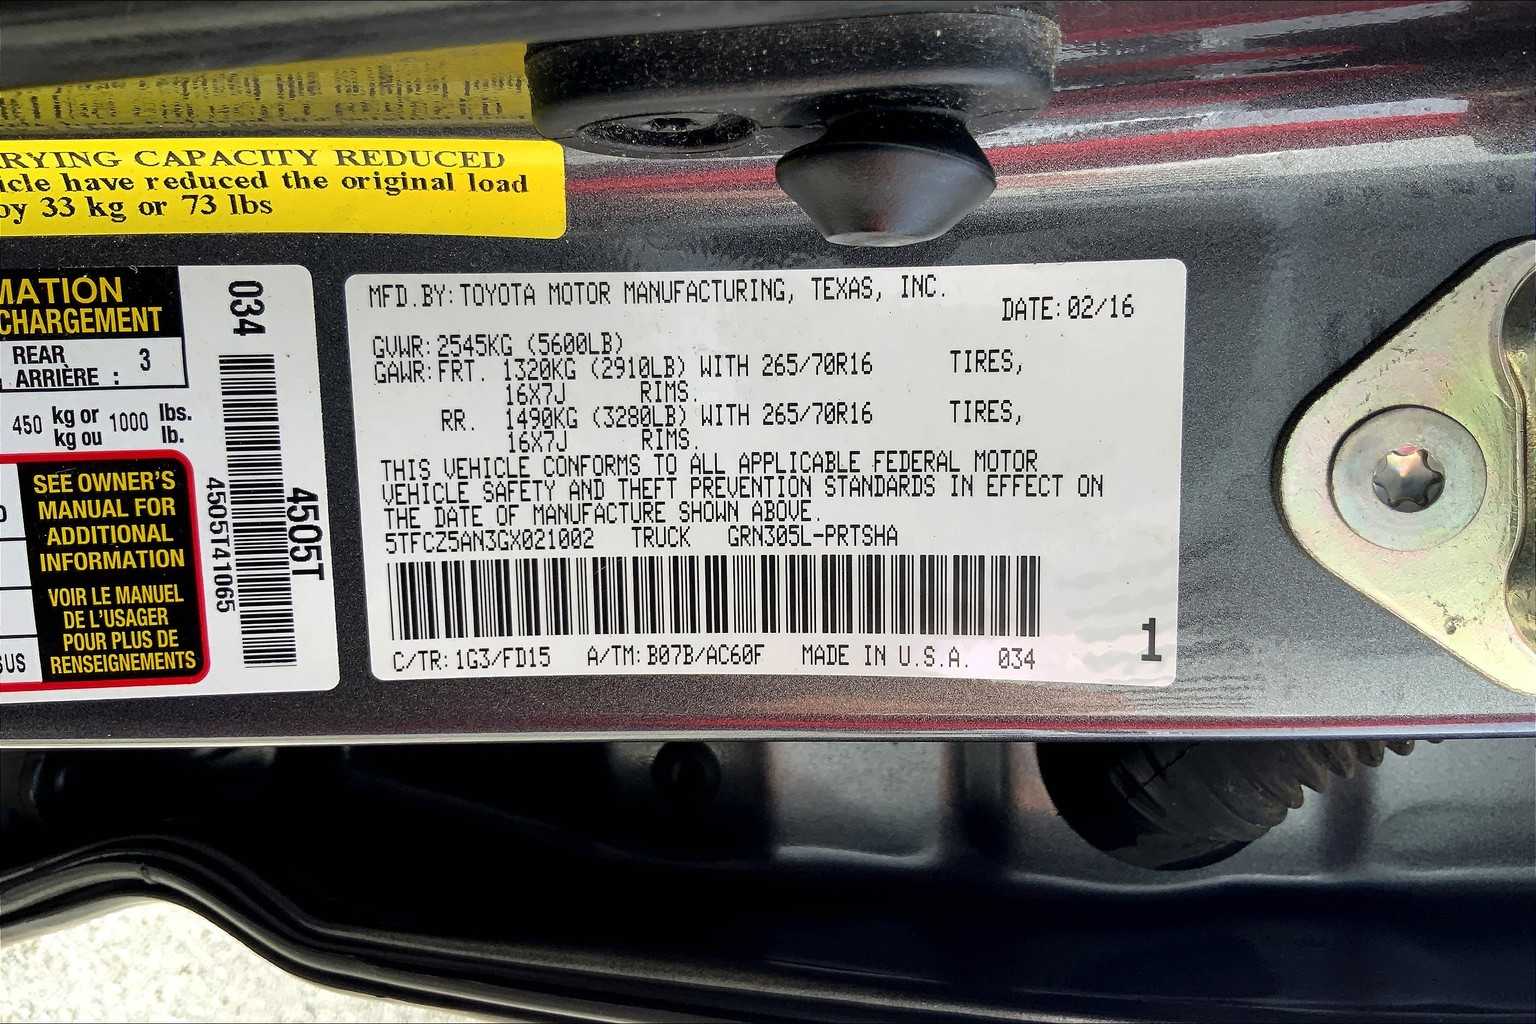 RYING CAPACITY REDUCED
icle have reduced the original load
by 33 kg or 73 lbs
MATION
CHARGEMENT
REAR
ARRIÈRE : 3
450 kg or 1000 lbs.
kg ou lb.
SEE OWNER'S
MANUAL FOR
ADDITIONAL
INFORMATION
VOIR LE MANUEL
DE L'USAGER
POUR PLUS DE
RENSEIGNEMENTS
034
4505T
4505T41065
MFD.BY:TOYOTA MOTOR MANUFACTURING, TEXAS, INC.
DATE:02/16
GVWR:2545KG (5600LB)
GAWR:FRT. 1320KG (2910LB) WITH 265/70R16 TIRES,
16X7J RIMS.
RR. 1490KG (3280LB) WITH 265/70R16 TIRES,
16X7J RIMS.
THIS VEHICLE CONFORMS TO ALL APPLICABLE FEDERAL MOTOR
VEHICLE SAFETY AND THEFT PREVENTION STANDARDS IN EFFECT ON
THE DATE OF MANUFACTURE SHOWN ABOVE.
5TFCZ5AN3GX021002 TRUCK GRN305L-PRTSHA
C/TR:1G3/FD15 A/TM:B07B/AC60F MADE IN U.S.A. 034
1